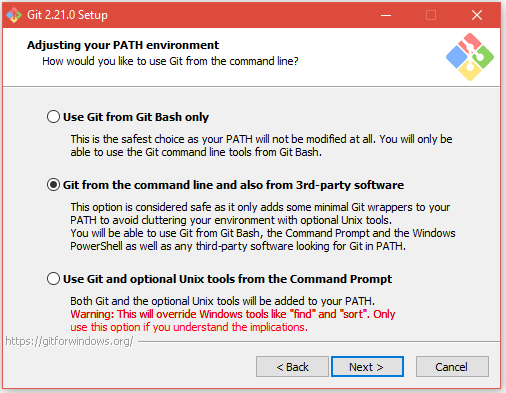 Git 2.21.0 Setup
Adjusting your PATH environment
How would you like to use Git from the command line?
Use Git from Git Bash only
This is the safest choice as your PATH will not be modified at all. You will only be
able to use the Git command line tools from Git Bash.
Git from the command line and also from 3rd-party software
This option is considered safe as it only adds some minimal Git wrappers to your
PATH to avoid cluttering your environment with optional Unix tools.
You will be able to use Git from Git Bash, the Command Prompt and the Windows
PowerShell as well as any third-party software looking for Git in PATH.
Use Git and optional Unix tools from the Command Prompt
Both Git and the optional Unix tools will be added to your PATH.
Warning: This will override Windows tools like "find" and "sort". Only
use this option if you understand the implications.
https://gitforwindows.org/
< Back
Next >
Cancel